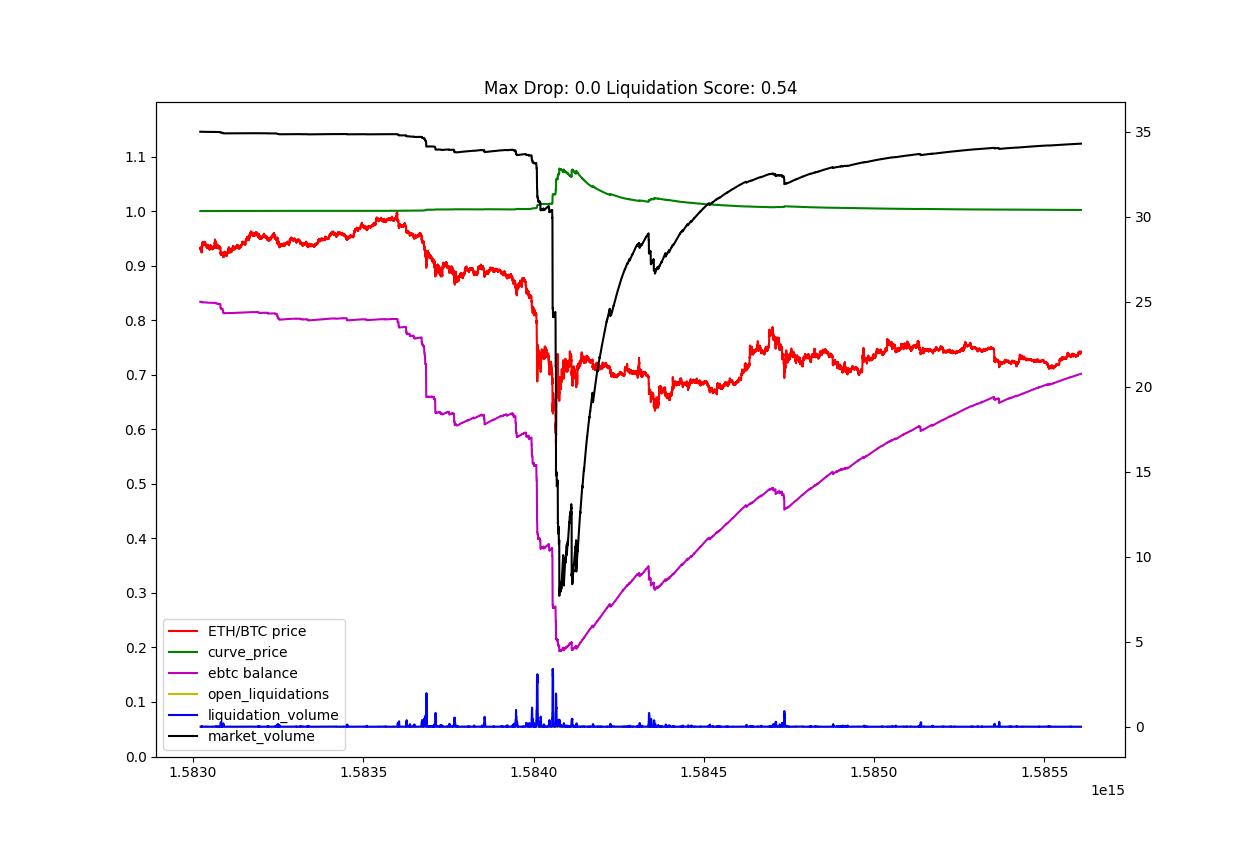 Max Drop: 0.0 Liquidation Score: 0.54
1.1
1.0
0.9
0.8
0.7
0.6
0.5
0.4
0.3
0.2
0.1
0.0
35
30
25
20
15
10
5
0
ETH/BTC price
curve_price
ebtc balance
open_liquidations
liquidation_volume
market_volume
1.5830 1.5835 1.5840 1.5845 1.5850 1.5855
1e15